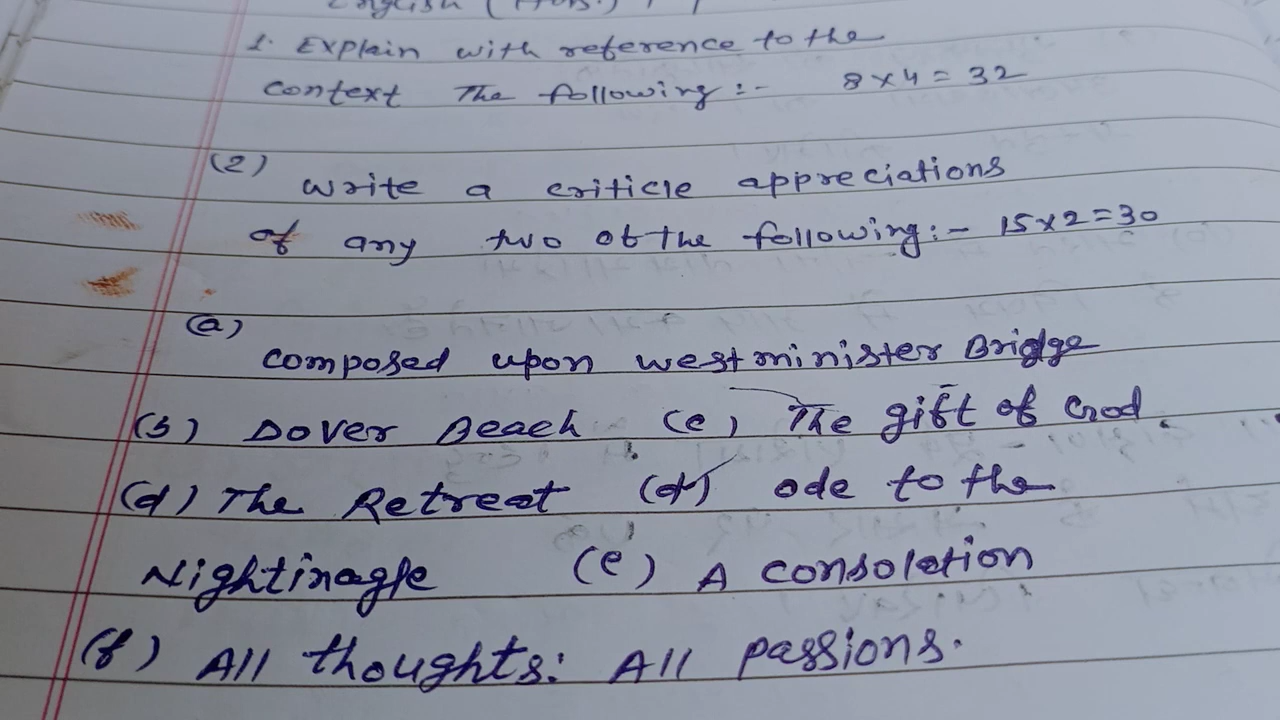 English (Hons.)
1. Explain with reference to the
context The following :- 8 x 4 = 32
(2)
write a criticle appreciations
of any two of the following :- 15 x 2 = 30
(a)
composed upon westminister Bridge
(b) Dover Beach (c) The gift of God.
(d) The Retreat (d) ode to the
Nightinagle (e) A consolation
(f) All thoughts: All passions.